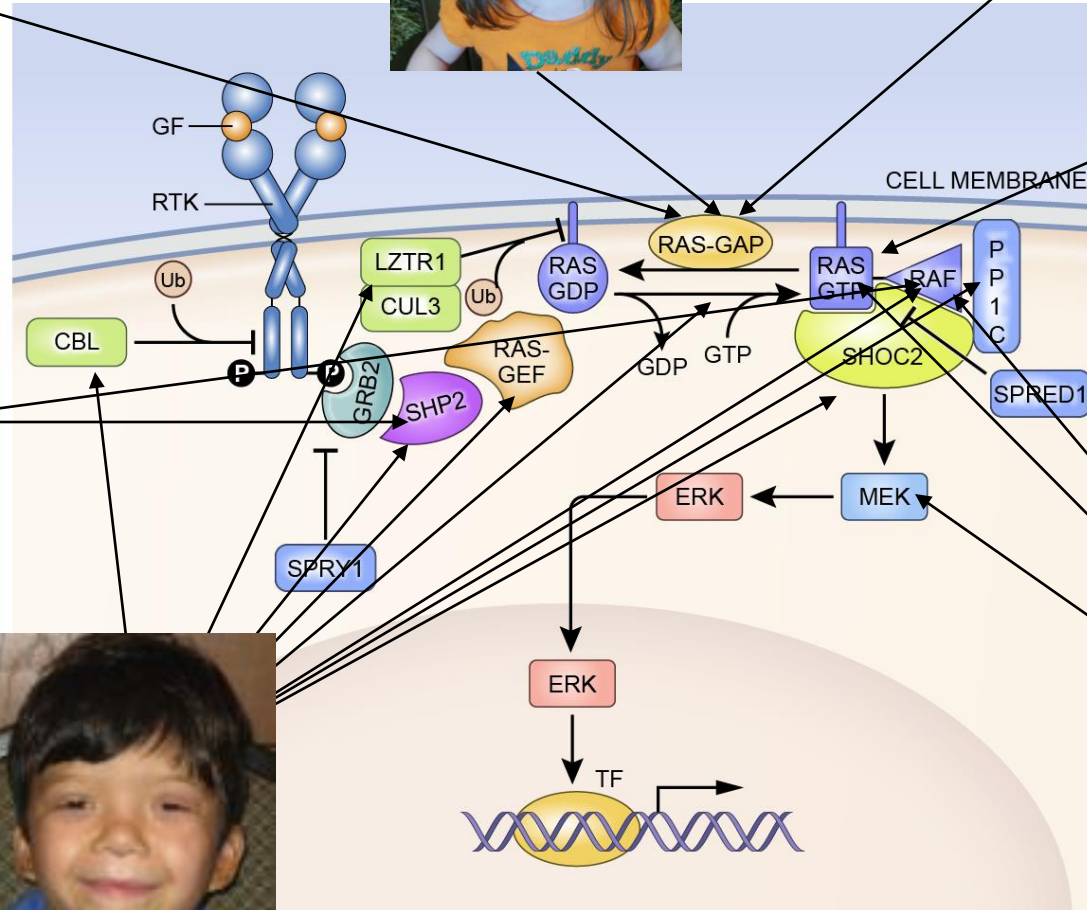 Daddy
CELL MEMBRANE
GF
RTK
LZTR1
CUL3
Ub
Ub
CBL
P
P
GRB2
SHP2
RAS-
GEF
RAS
GDP
RAS-GAP
RAS
GTP
RAF
P
P
1
C
GDP
GTP
SHOC2
SPRED1
SPRY1
ERK
MEK
ERK
TF